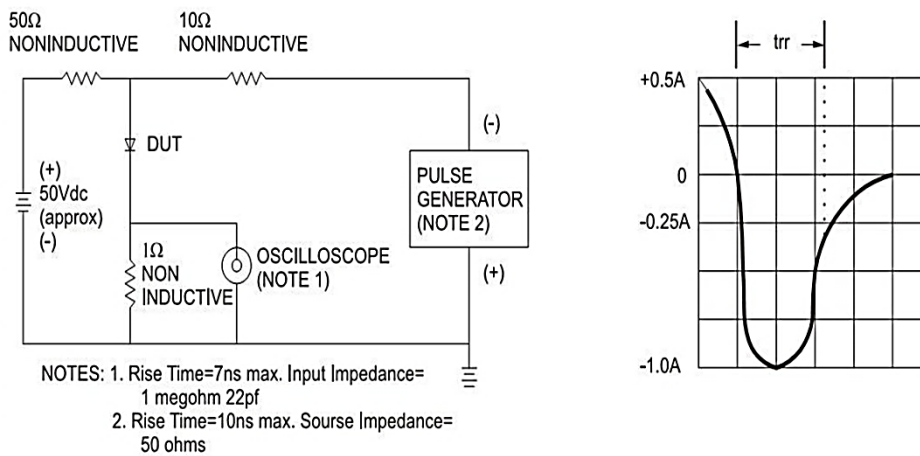 50Ω
NONINDUCTIVE
10Ω
NONINDUCTIVE
trr
+0.5A
DUT
(-)
(+)
50Vdc
(approx)
(-)
PULSE
GENERATOR
(NOTE 2)
0
-0.25A
1Ω
NON
INDUCTIVE
OSCILLOSCOPE
(NOTE 1)
(+)
-1.0A
NOTES: 1. Rise Time=7ns max. Input Impedance=
1 megohm 22pf
2. Rise Time=10ns max. Sourse Impedance=
50 ohms